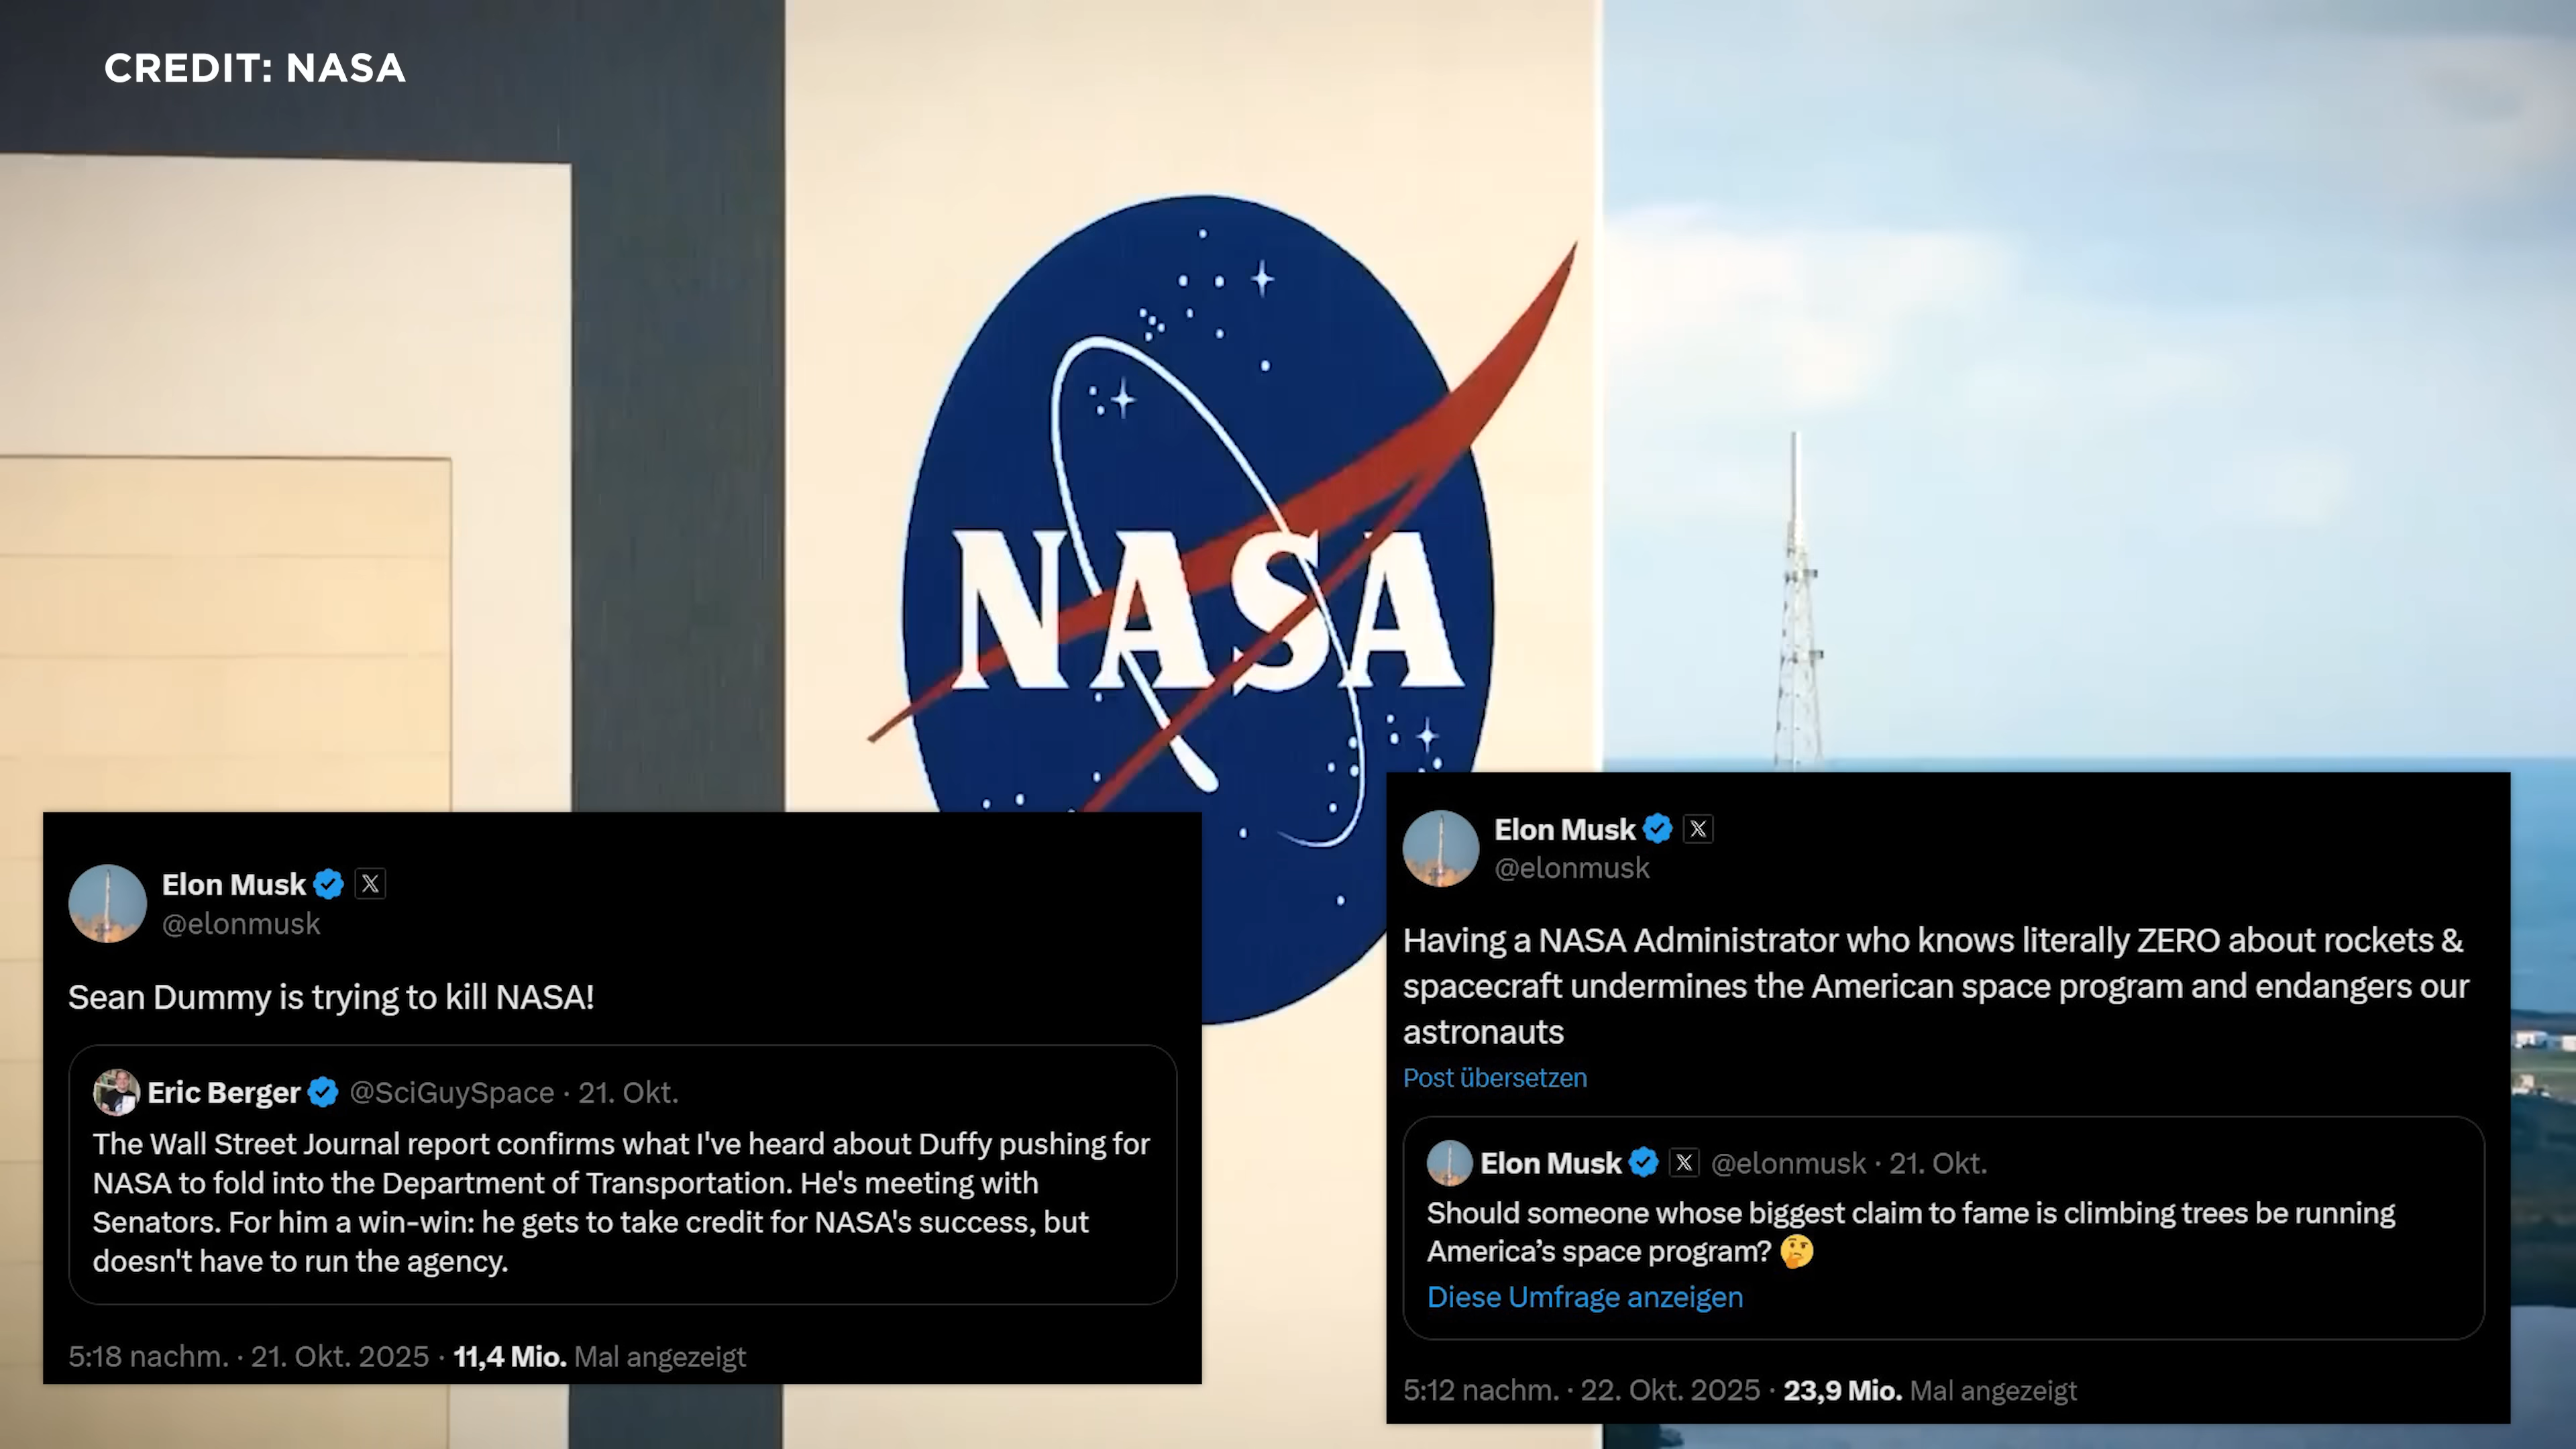 CREDIT: NASA
NASA
Elon Musk
@elonmusk
Sean Dummy is trying to kill NASA!
Eric Berger @SciGuySpace · 21. Okt.
The Wall Street Journal report confirms what I've heard about Duffy pushing for
NASA to fold into the Department of Transportation. He's meeting with
Senators. For him a win-win: he gets to take credit for NASA's success, but
doesn't have to run the agency.
5:18 nachm. · 21. Okt. 2025 · 11,4 Mio. Mal angezeigt
Elon Musk
@elonmusk
Having a NASA Administrator who knows literally ZERO about rockets &
spacecraft undermines the American space program and endangers our
astronauts
Post übersetzen
Elon Musk @elonmusk · 21. Okt.
Should someone whose biggest claim to fame is climbing trees be running
America’s space program? 🤔
Diese Umfrage anzeigen
5:12 nachm. · 22. Okt. 2025 · 23,9 Mio. Mal angezeigt